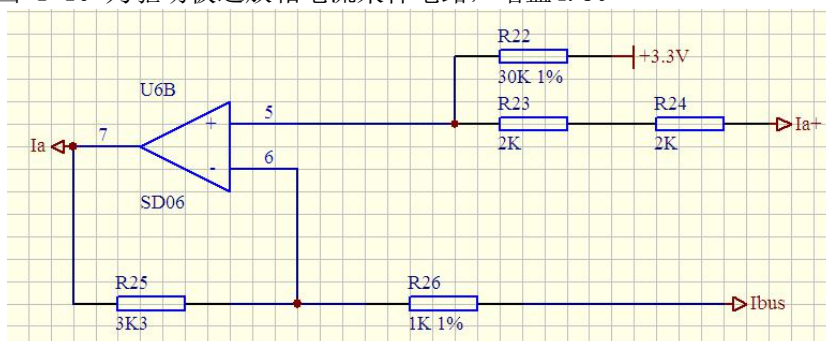 R22
+3.3V
30K 1%
U6B
R23
R24
5
+
7
Ia
Ia+
2K
2K
6
-
SD06
R25
R26
Ibus
3K3
1K 1%